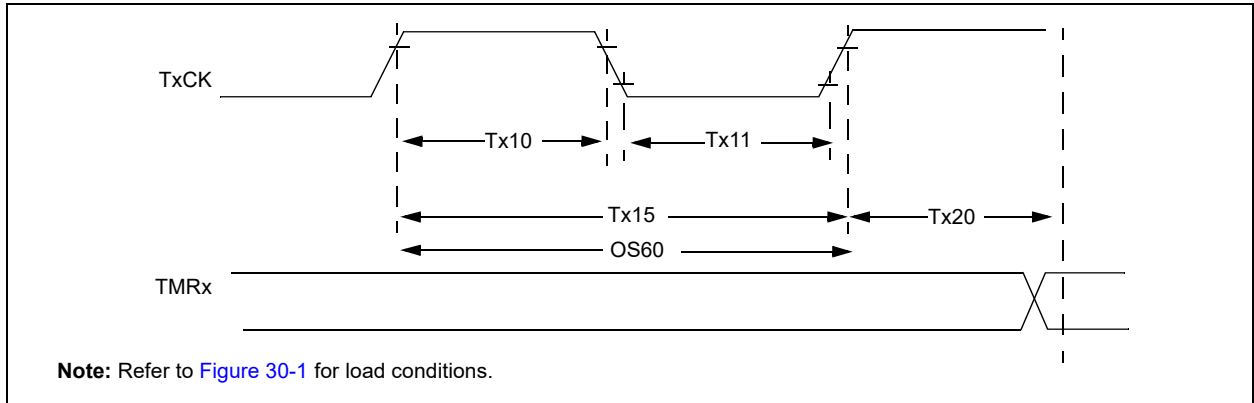 TxCK
Tx10
Tx11
Tx15
Tx20
OS60
TMRx
Note: Refer to Figure 30-1 for load conditions.